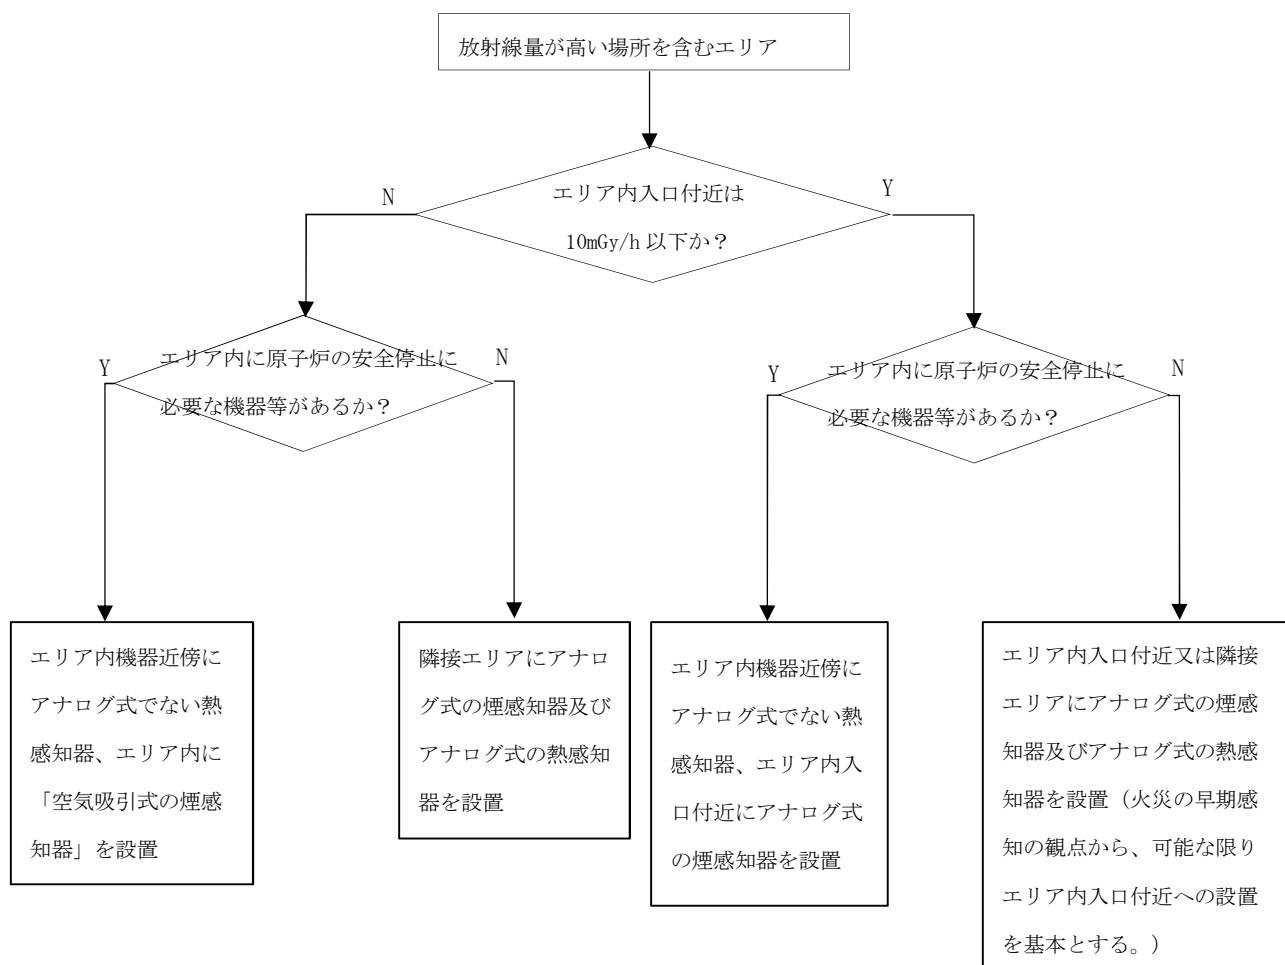 放射線量が高い場所を含むエリア
エリア内入口付近は
10mGy/h 以下か？
N
Y
エリア内に原子炉の安全停止に
必要な機器等があるか？
Y
N
エリア内に原子炉の安全停止に
必要な機器等があるか？
Y
N
エリア内機器近傍に
アナログ式でない熱
感知器、エリア内に
「空気吸引式の煙感
知器」を設置
隣接エリアにアナロ
グ式の煙感知器及び
アナログ式の熱感知
器を設置
エリア内機器近傍に
アナログ式でない熱
感知器、エリア内入
口付近にアナログ式
の煙感知器を設置
エリア内入口付近又は隣接
エリアにアナログ式の煙感
知器及びアナログ式の熱感
知器を設置（火災の早期感
知の観点から、可能な限り
エリア内入口付近への設置
を基本とする。）